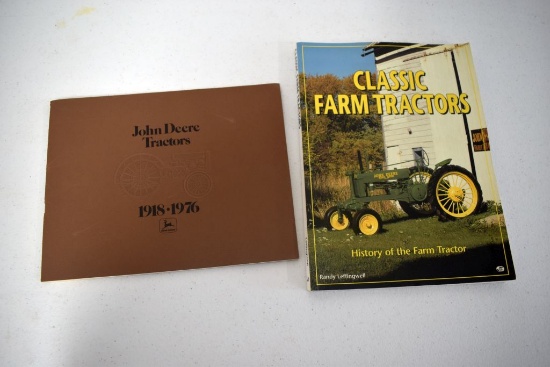 John Deere
Tractors
1918-1976
CLASSIC
FARM TRACTORS
History of the Farm Tractor
Randy Leffingwell